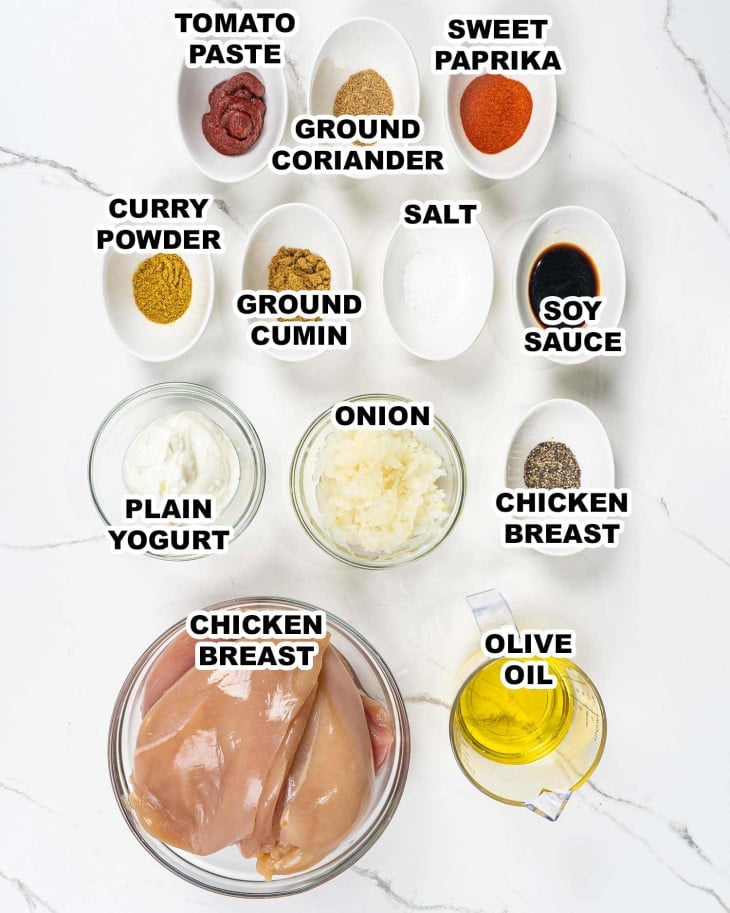 TOMATO
PASTE
SWEET
PAPRIKA
GROUND
CORIANDER
CURRY
POWDER
GROUND
CUMIN
SALT
SOY
SAUCE
PLAIN
YOGURT
ONION
CHICKEN
BREAST
CHICKEN
BREAST
OLIVE
OIL